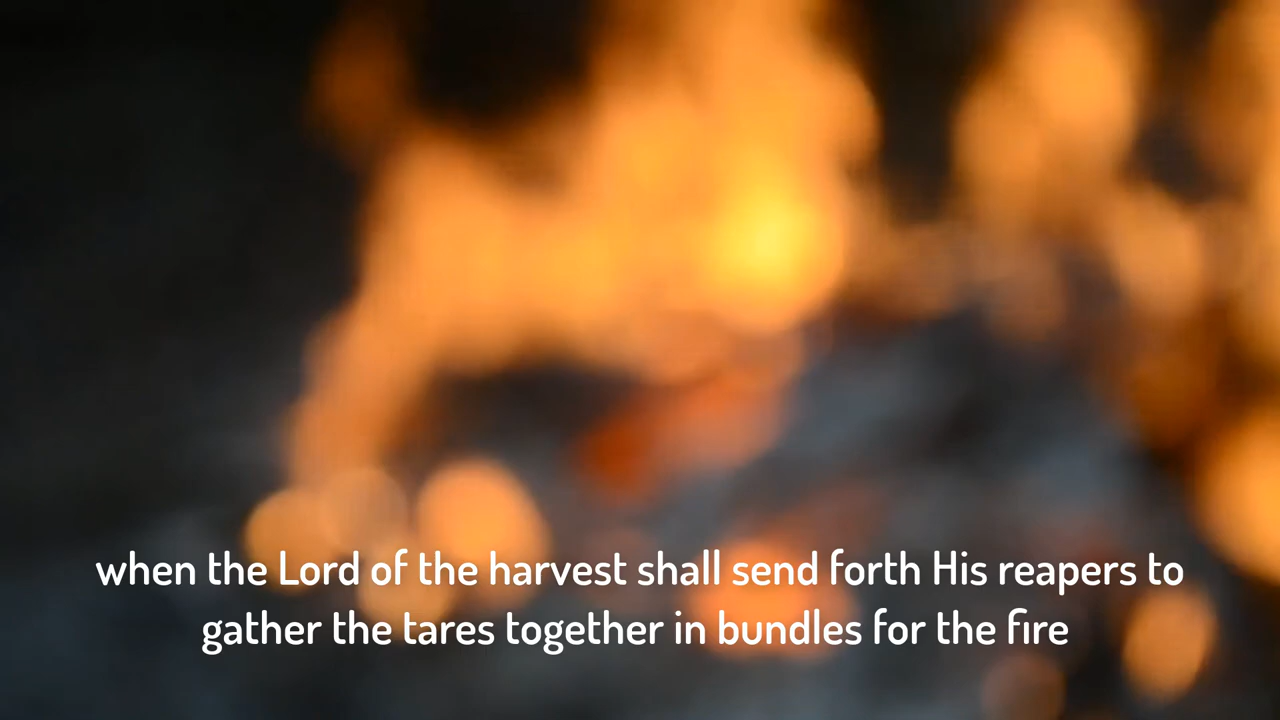 when the Lord of the harvest shall send forth His reapers to
gather the tares together in bundles for the fire